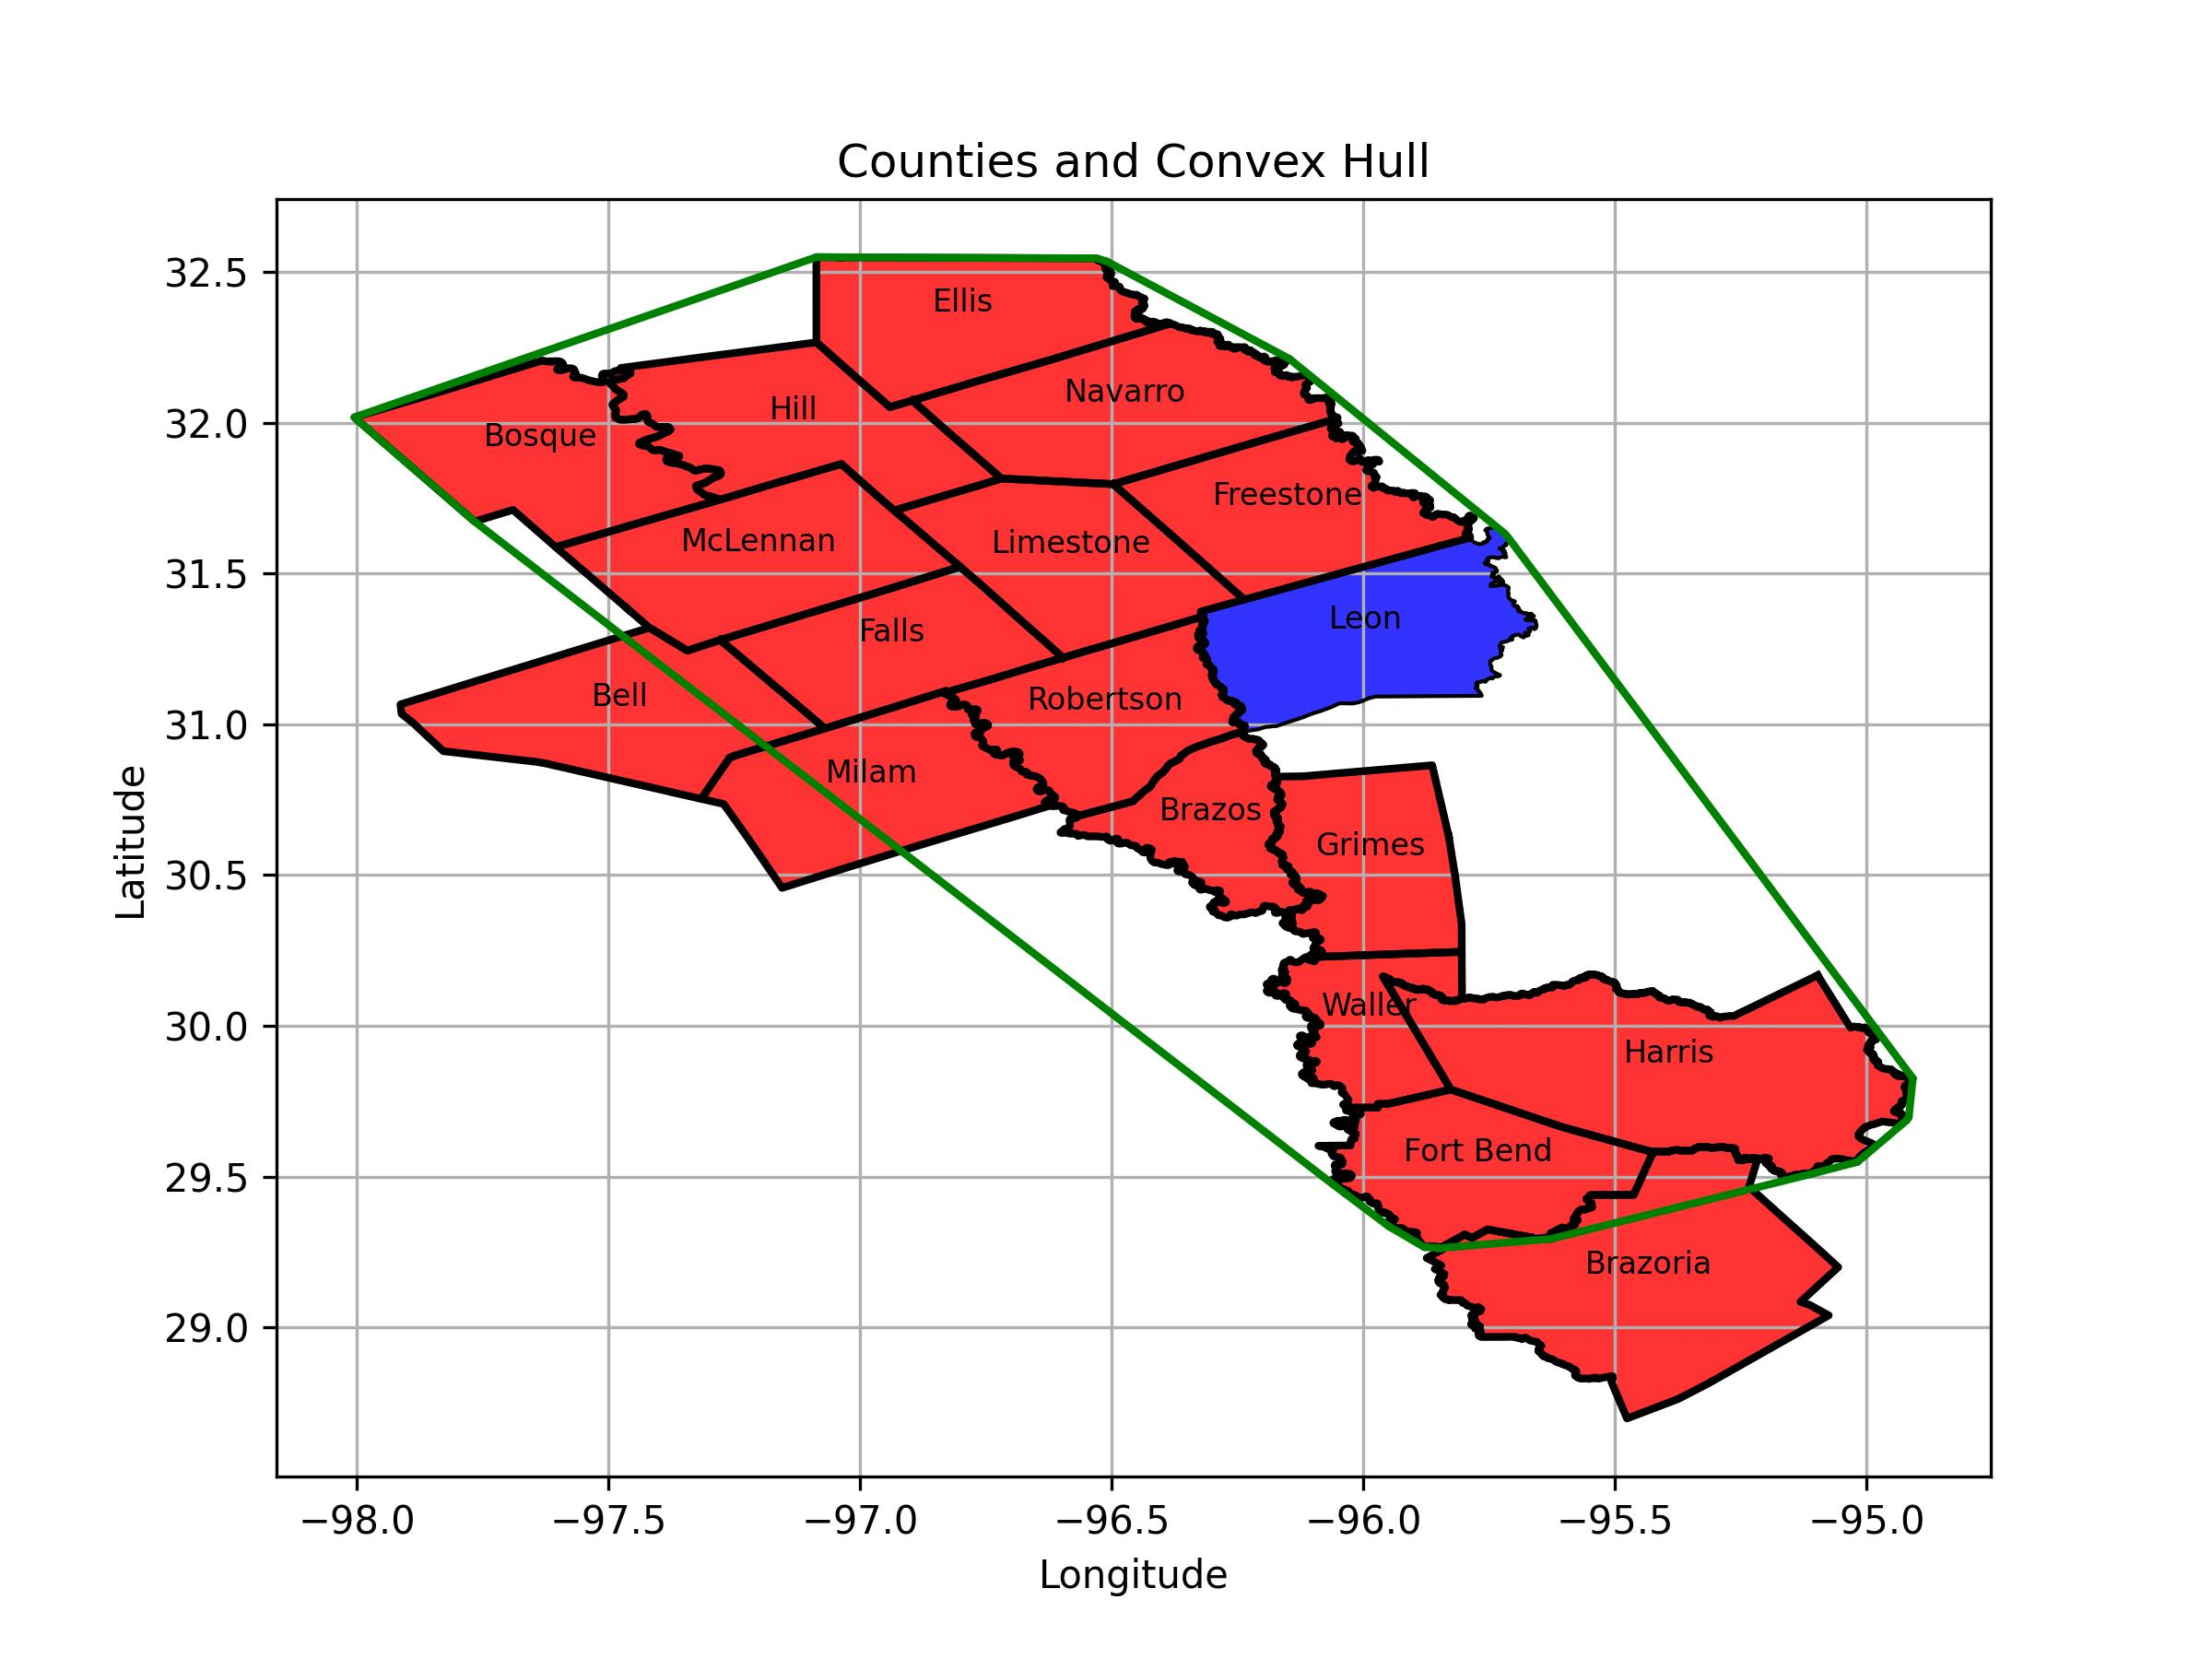 Counties and Convex Hull
32.5
32.0
31.5
31.0
30.5
30.0
29.5
29.0
Latitude
Ellis
Navarro
Hill
Bosque
Freestone
McLennan
Limestone
Leon
Falls
Bell
Robertson
Milam
Brazos
Grimes
Waller
Harris
Fort Bend
Brazoria
−98.0 −97.5 −97.0 −96.5 −96.0 −95.5 −95.0
Longitude